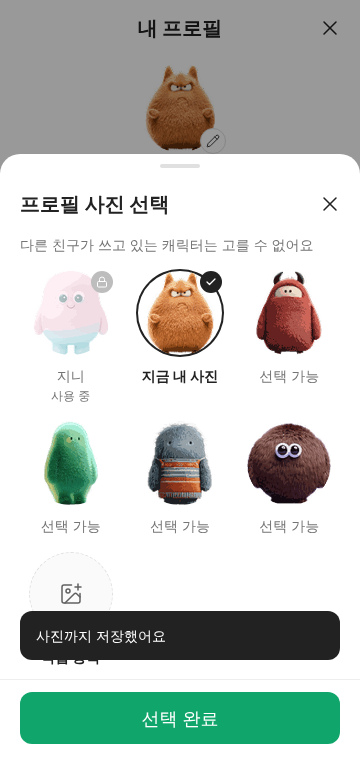 내 프로필
프로필 사진 선택
다른 친구가 쓰고 있는 캐릭터는 고를 수 없어요
지니
사용 중
지금 내 사진
선택 가능
선택 가능
선택 가능
선택 가능
사진까지 저장했어요
선택 완료